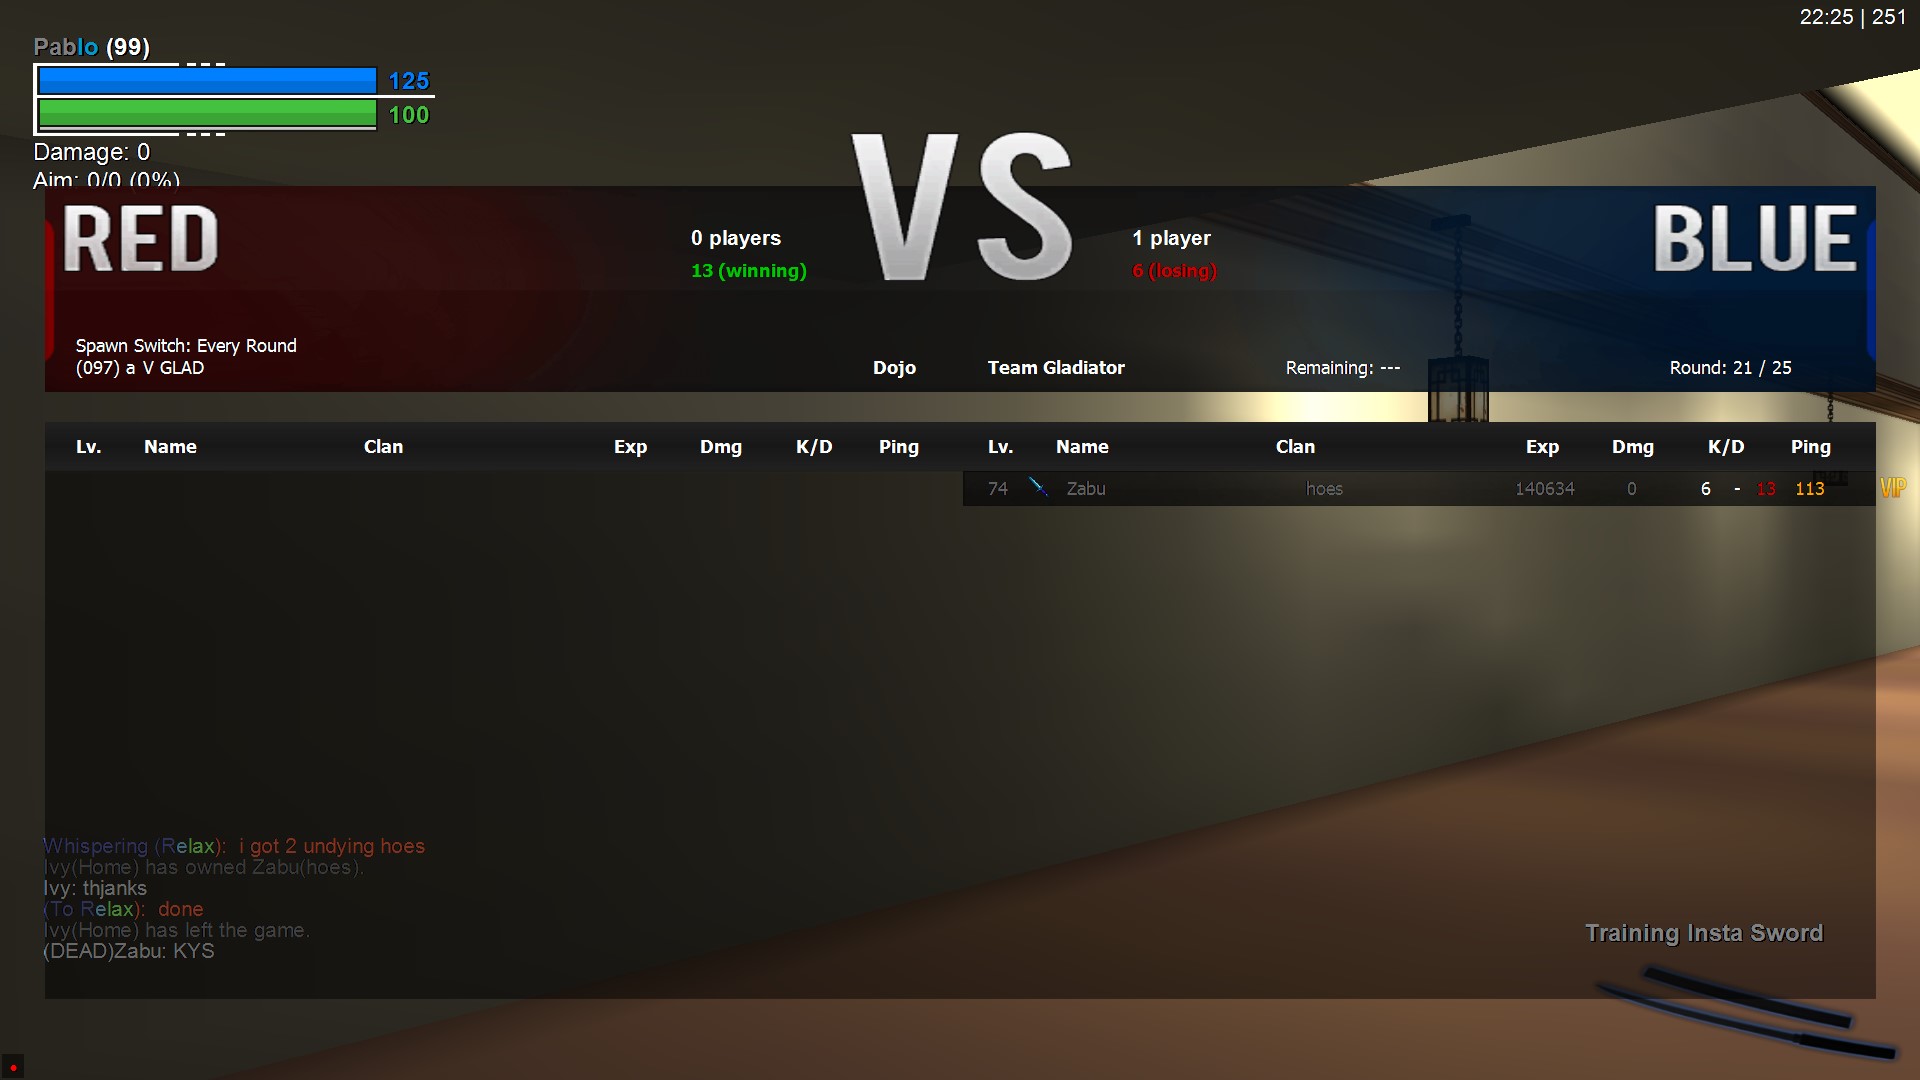 22:25 | 251
Pablo (99)
125
100
Damage: 0
Aim: 0/0 (0%)
VS
RED
BLUE
0 players
1 player
13 (winning)
6 (losing)
Spawn Switch: Every Round
(097) a V GLAD
Dojo Team Gladiator Remaining: --- Round: 21 / 25
Lv. Name Clan Exp Dmg K/D Ping Lv. Name Clan Exp Dmg K/D Ping
74 Zabu hoes 140634 0 6 - 13 113 VIP
Whispering (Relax): i got 2 undying hoes
Ivy(Home) has owned Zabu(hoes).
Ivy: thjanks
(To Relax): done
Ivy(Home) has left the game.
(DEAD)Zabu: KYS
Training Insta Sword